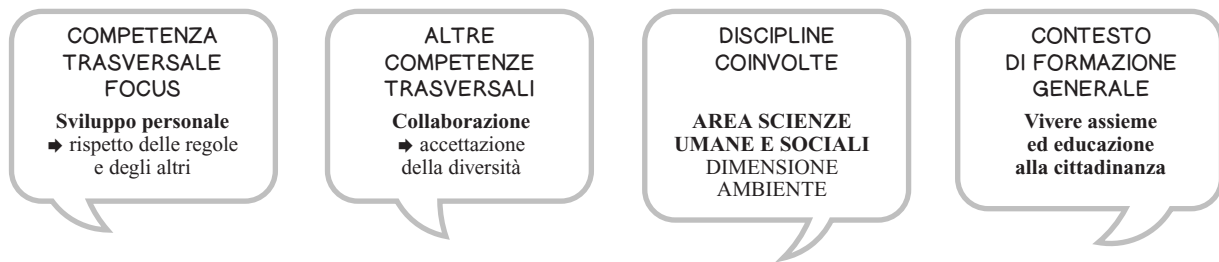 COMPETENZA
TRASVERSALE
FOCUS
Sviluppo personale
➡ rispetto delle regole
e degli altri
ALTRE
COMPETENZE
TRASVERSALI
Collaborazione
➡ accettazione
della diversità
DISCIPLINE
COINVOLTE
AREA SCIENZE
UMANE E SOCIALI
DIMENSIONE
AMBIENTE
CONTESTO
DI FORMAZIONE
GENERALE
Vivere assieme
ed educazione
alla cittadinanza